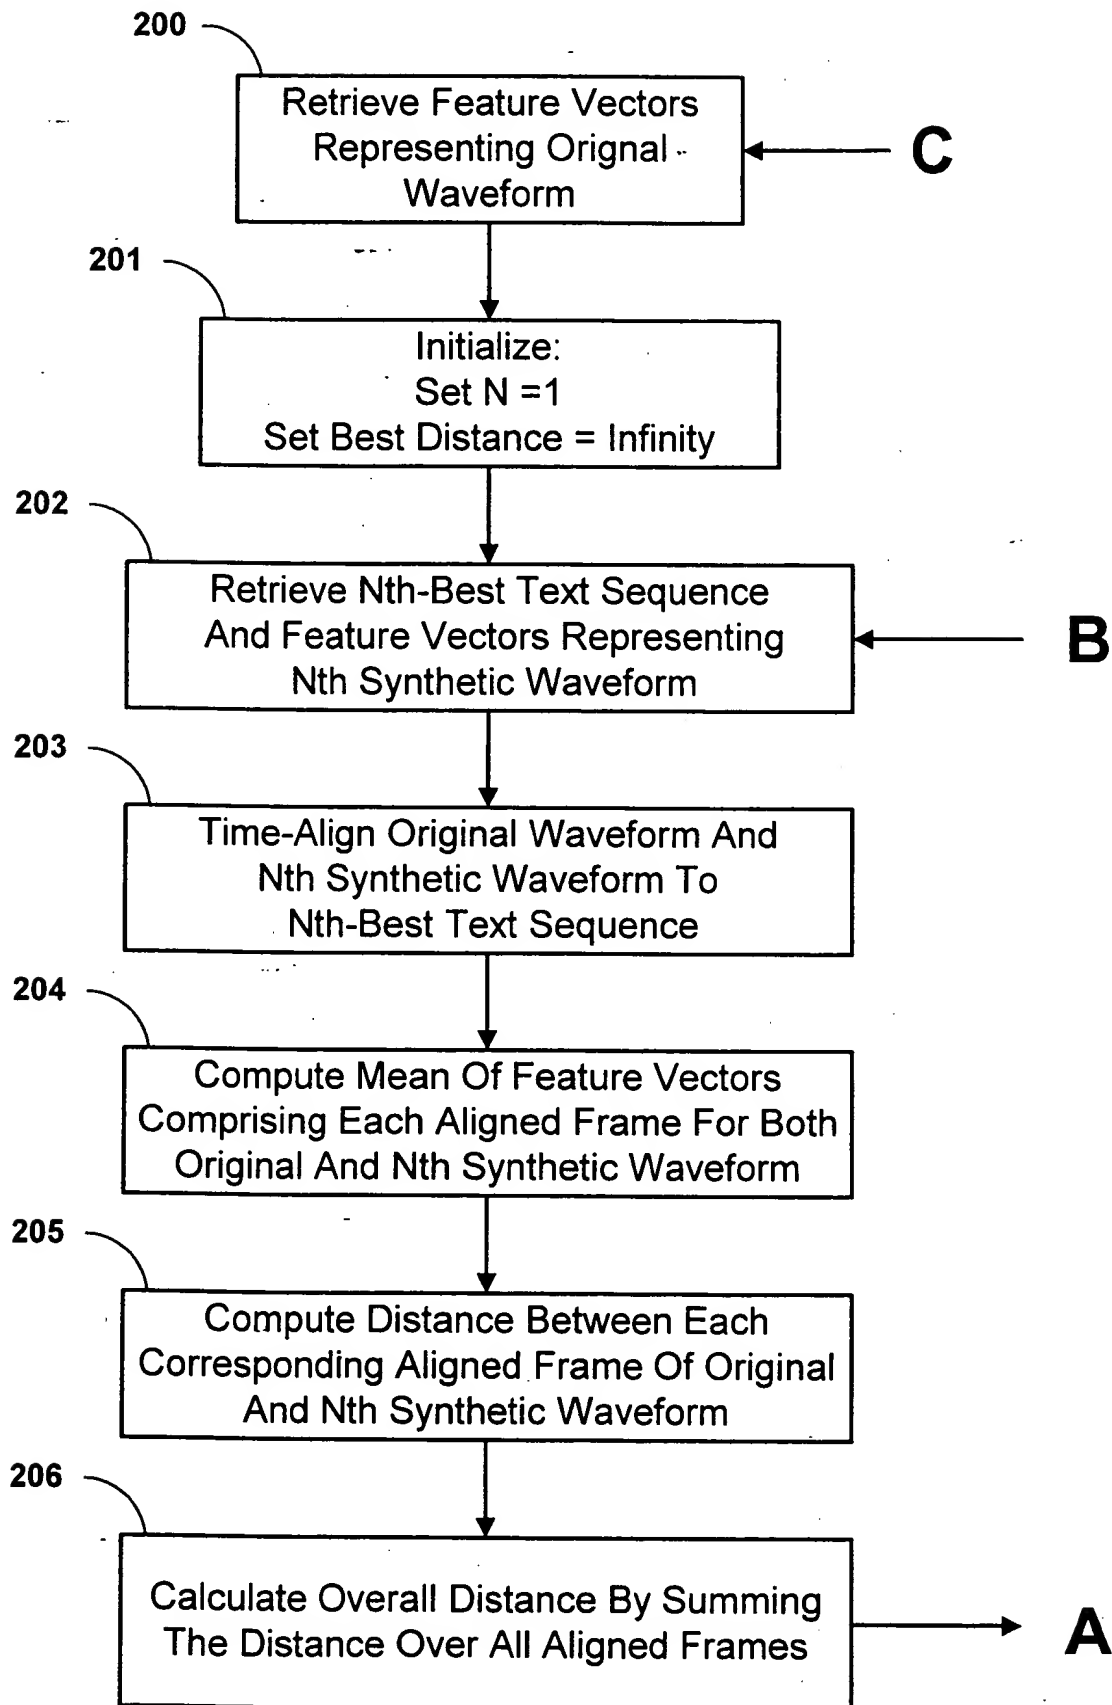 200
Retrieve Feature Vectors
Representing Orignal
Waveform
C
201
Initialize:
Set N =1
Set Best Distance = Infinity
202
Retrieve Nth-Best Text Sequence
And Feature Vectors Representing
Nth Synthetic Waveform
B
203
Time-Align Original Waveform And
Nth Synthetic Waveform To
Nth-Best Text Sequence
204
Compute Mean Of Feature Vectors
Comprising Each Aligned Frame For Both
Original And Nth Synthetic Waveform
205
Compute Distance Between Each
Corresponding Aligned Frame Of Original
And Nth Synthetic Waveform
206
Calculate Overall Distance By Summing
The Distance Over All Aligned Frames
A